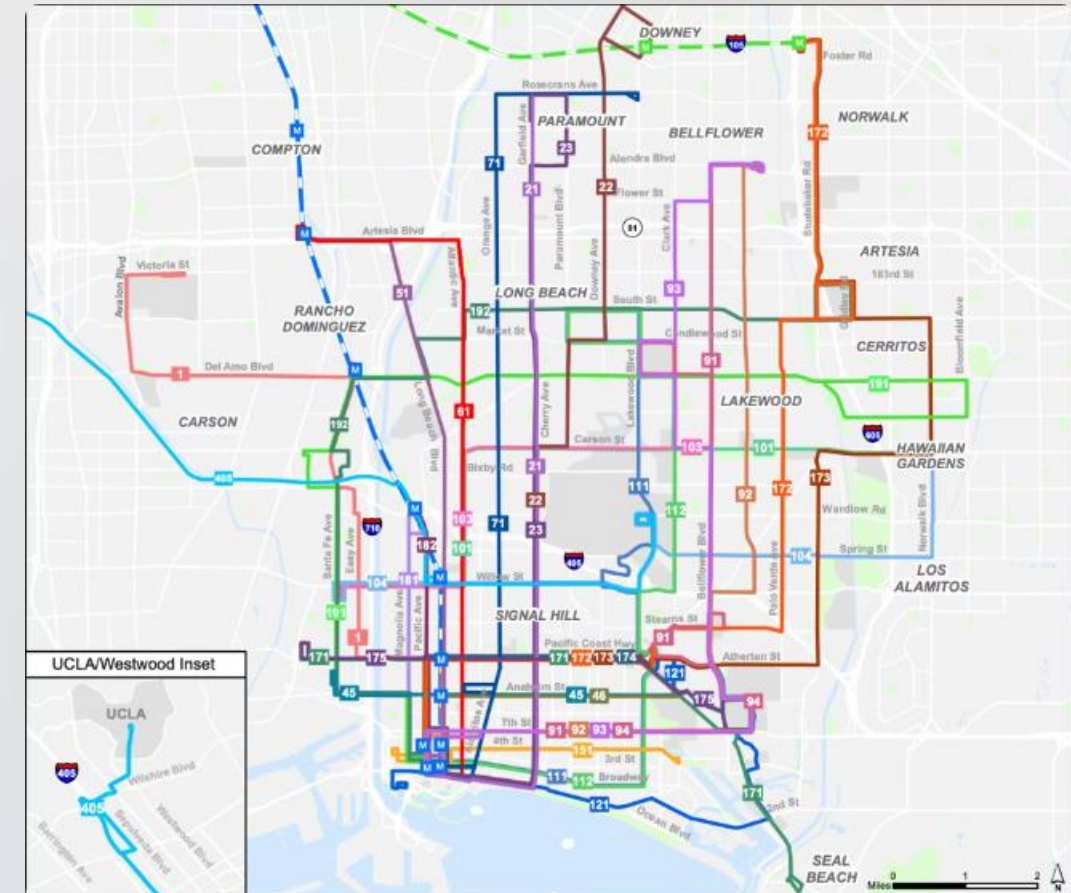 DOWNEY
M
M
105
Foster Rd
Rosecrans Ave
PARAMOUNT
BELLFLOWER
NORWALK
M
COMPTON
Garfield Ave
23
172
71
Alondra Blvd
21
22
Flower St
Paramount Blvd
Orange Ave
Downey Ave
Clark Ave
Studebaker Rd
91
M
Artesia Blvd
Atlantic Ave
ARTESIA
183rd St
Avalon Blvd
Victoria St
51
LONG BEACH
93
South St
Bloomfield Ave
RANCHO
DOMINGUEZ
192
Market St
Candlewood St
91
CERRITOS
Del Amo Blvd
M
1
Lakewood Blvd
191
Long Beach Blvd
61
Cherry Ave
LAKEWOOD
CARSON
192
405
Carson St
103
101
HAWAIIAN
GARDENS
Bixby Rd
21
405
111
92
172
173
22
Norwalk Blvd
M
103
71
112
Wardlow Rd
710
23
Santa Fe Ave
Easy Ave
182
101
405
Bellflower Blvd
Palo Verde Ave
104
Spring St
M
104
181
Willow St
LOS
ALAMITOS
Magnolia Ave
Pacific Ave
191
SIGNAL HILL
Stearns St
1
91
Pacific Coast Hwy
171
175
M
171
172
173
174
Atherton St
121
UCLA/Westwood Inset
45
M
Anaheim St
45
46
175
94
UCLA
7th St
91
92
93
94
M
M
4th St
151
3rd St
M
M
111
112
Broadway
405
Wilshire Blvd
121
Ocean Blvd
2nd St
171
405
Sepulveda Blvd
Westwood Blvd
Barrington Ave
SEAL
BEACH
0
1
2
Miles
N